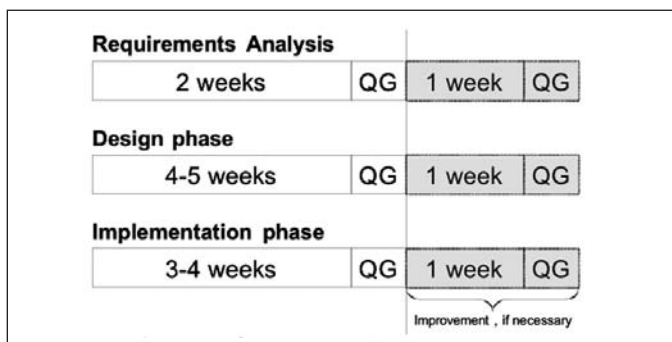 Requirements Analysis
2 weeks QG 1 week QG
Design phase
4-5 weeks QG 1 week QG
Implementation phase
3-4 weeks QG 1 week QG
Improvement , if necessary